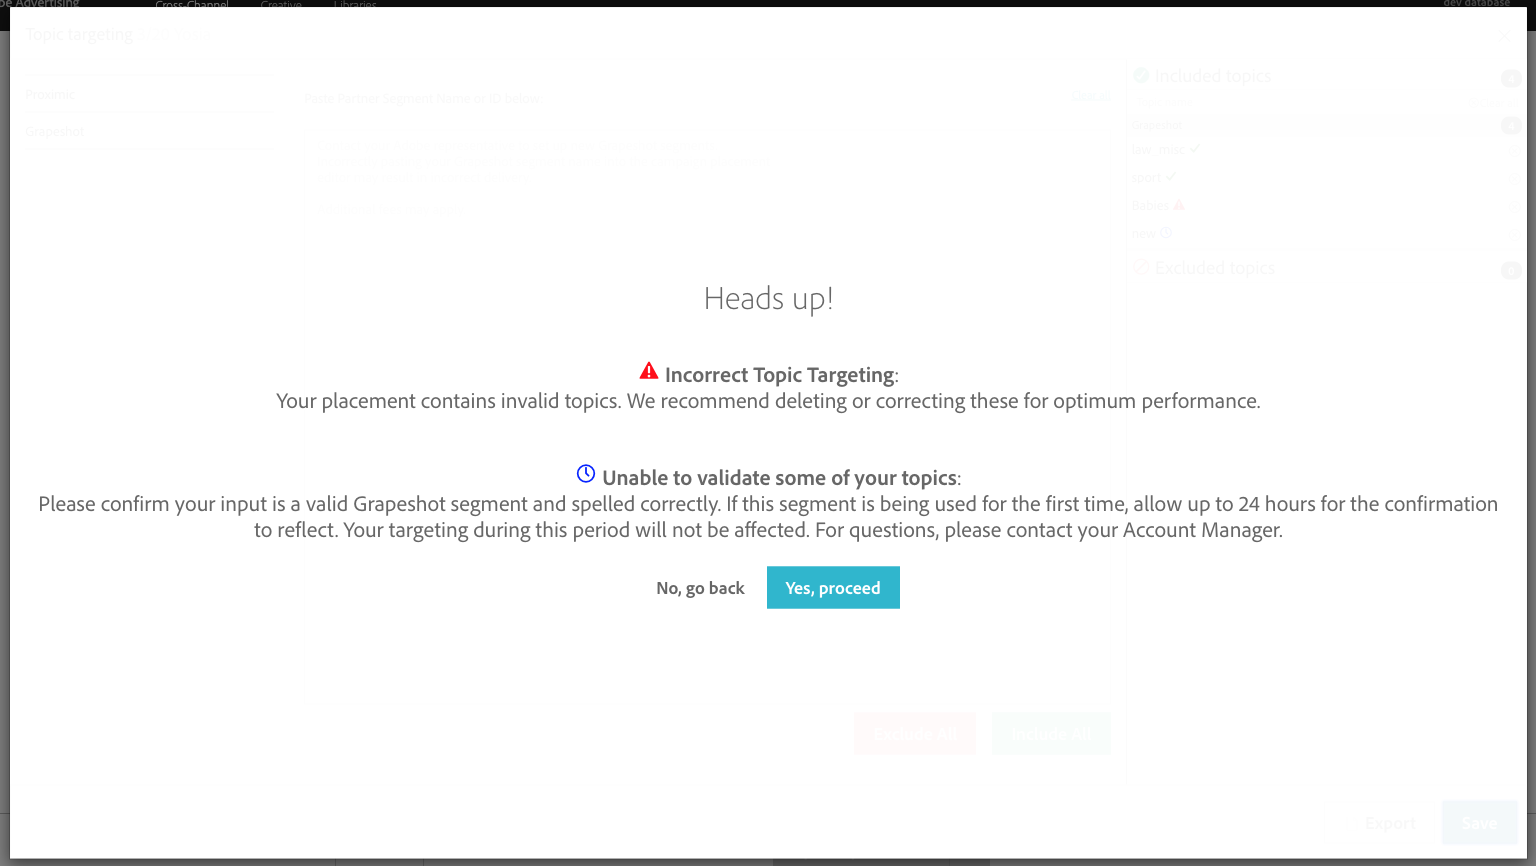 Advertising
Cross-Channel
Creative
Libraries
dev database
Topic targeting
Included topics
4
Proximic
Paste Partner Segment Name or ID below.
Grapeshot
4
law_misc
sport
Babies
new
Excluded topics
Heads up!
Incorrect Topic Targeting:
Your placement contains invalid topics. We recommend deleting or correcting these for optimum performance.
Unable to validate some of your topics:
Please confirm your input is a valid Grapeshot segment and spelled correctly. If this segment is being used for the first time, allow up to 24 hours for the confirmation
to reflect. Your targeting during this period will not be affected. For questions, please contact your Account Manager.
No, go back
Yes, proceed
Exclude All
Include All
Export
Save